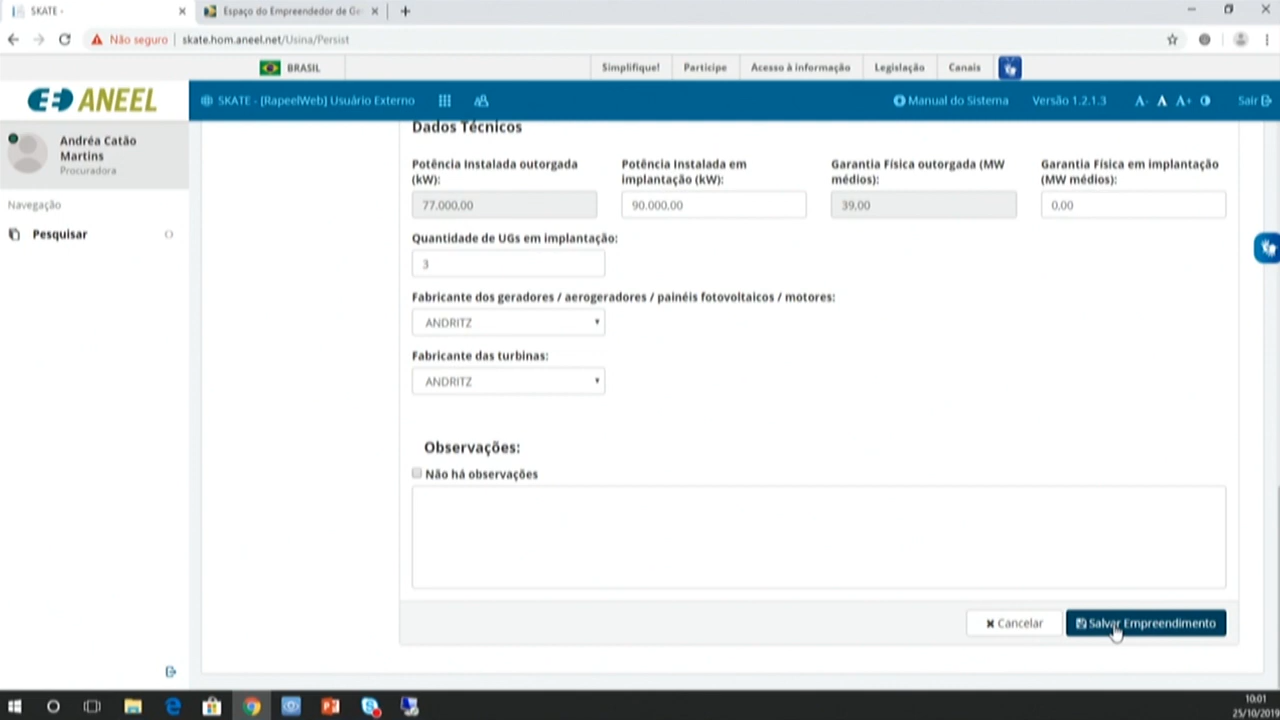 SKATE -
Espaço do Empreendedor de Ge
Não seguro
skate.hom.aneel.net/Usina/Persist
BRASIL
Simplifique!
Participe
Acesso à informação
Legislação
Canais
ANEEL
SKATE - [RapeelWeb] Usuário Externo
Manual do Sistema
Versão 1.2.1.3
A-
A
A+
Sair
Andréa Catão
Martins
Procuradora
Navegação
Pesquisar
Dados Técnicos
Potência Instalada outorgada
(kW):
77.000.00
Potência Instalada em
implantação (kW):
90.000.00
Garantia Física outorgada (MW
médios):
39.00
Garantia Física em implantação
(MW médios):
0.00
Quantidade de UGs em implantação:
3
Fabricante dos geradores / aerogeradores / painéis fotovoltaicos / motores:
ANDRITZ
Fabricante das turbinas:
ANDRITZ
Observações:
Não há observações
Cancelar
Salvar Empreendimento
10:01
25/10/2019